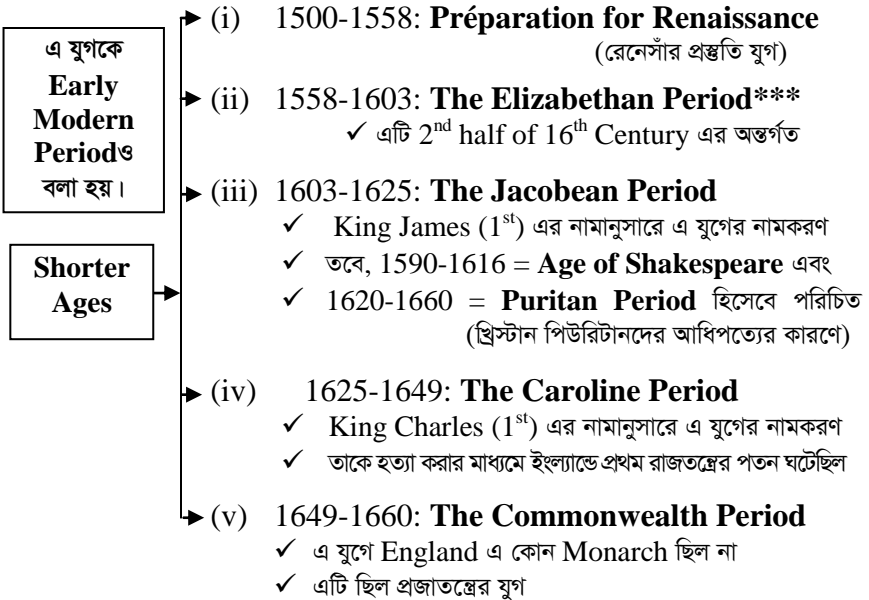 এ যুগকে
Early
Modern
Periodও
বলা হয়।
Shorter
Ages
(i) 1500-1558: Préparation for Renaissance
(রেনেসাঁর প্রস্তুতি যুগ)
(ii) 1558-1603: The Elizabethan Period***
✓ এটি 2nd half of 16th Century এর অন্তর্গত
(iii) 1603-1625: The Jacobean Period
✓ King James (1st) এর নামানুসারে এ যুগের নামকরণ
✓ তবে, 1590-1616 = Age of Shakespeare এবং
✓ 1620-1660 = Puritan Period হিসেবে পরিচিত
(খ্রিস্টান পিউরিটানদের আধিপত্যের কারণে)
(iv) 1625-1649: The Caroline Period
✓ King Charles (1st) এর নামানুসারে এ যুগের নামকরণ
✓ তাকে হত্যা করার মাধ্যমে ইংল্যান্ডে প্রথম রাজতন্ত্রের পতন ঘটেছিল
(v) 1649-1660: The Commonwealth Period
✓ এ যুগে England এ কোন Monarch ছিল না
✓ এটি ছিল প্রজাতন্ত্রের যুগ